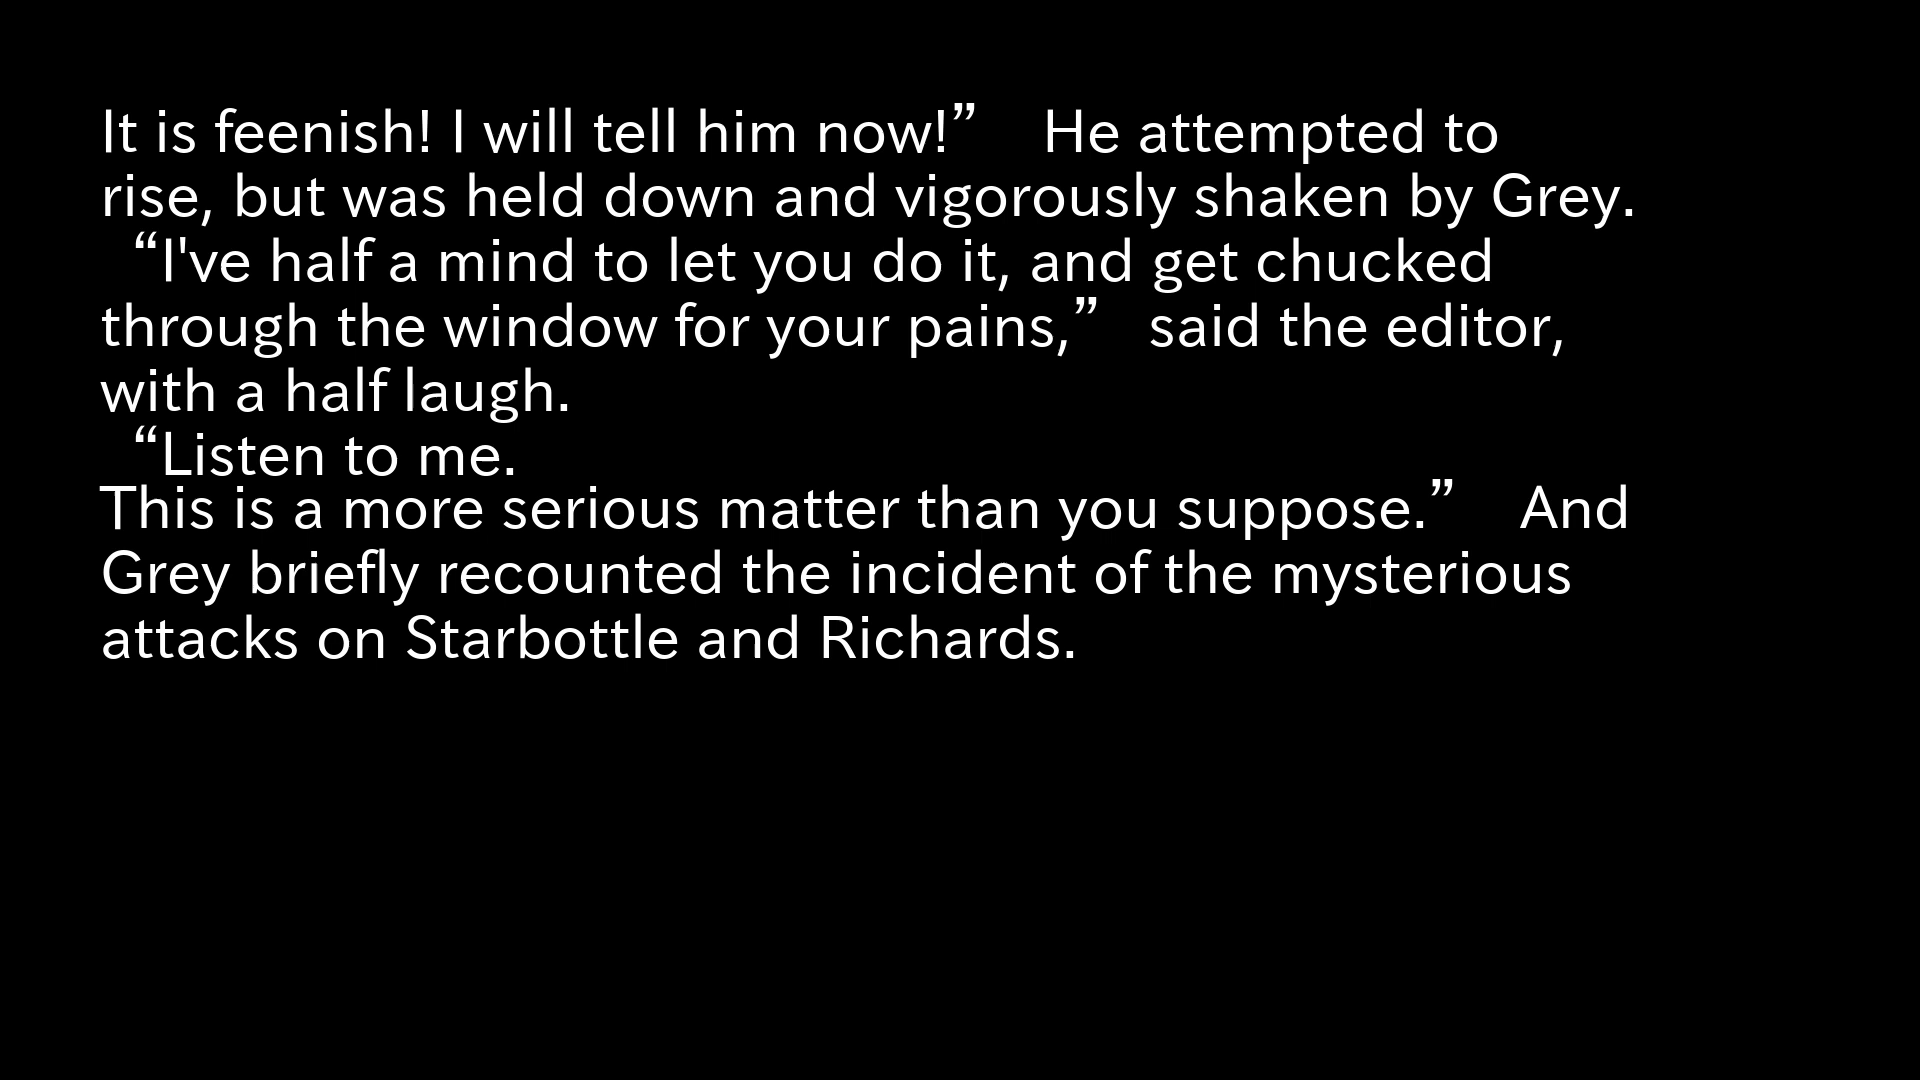 It is feenish! I will tell him now!” He attempted to
rise, but was held down and vigorously shaken by Grey.
“I've half a mind to let you do it, and get chucked
through the window for your pains,” said the editor,
with a half laugh.
“Listen to me.
This is a more serious matter than you suppose.” And
Grey briefly recounted the incident of the mysterious
attacks on Starbottle and Richards.